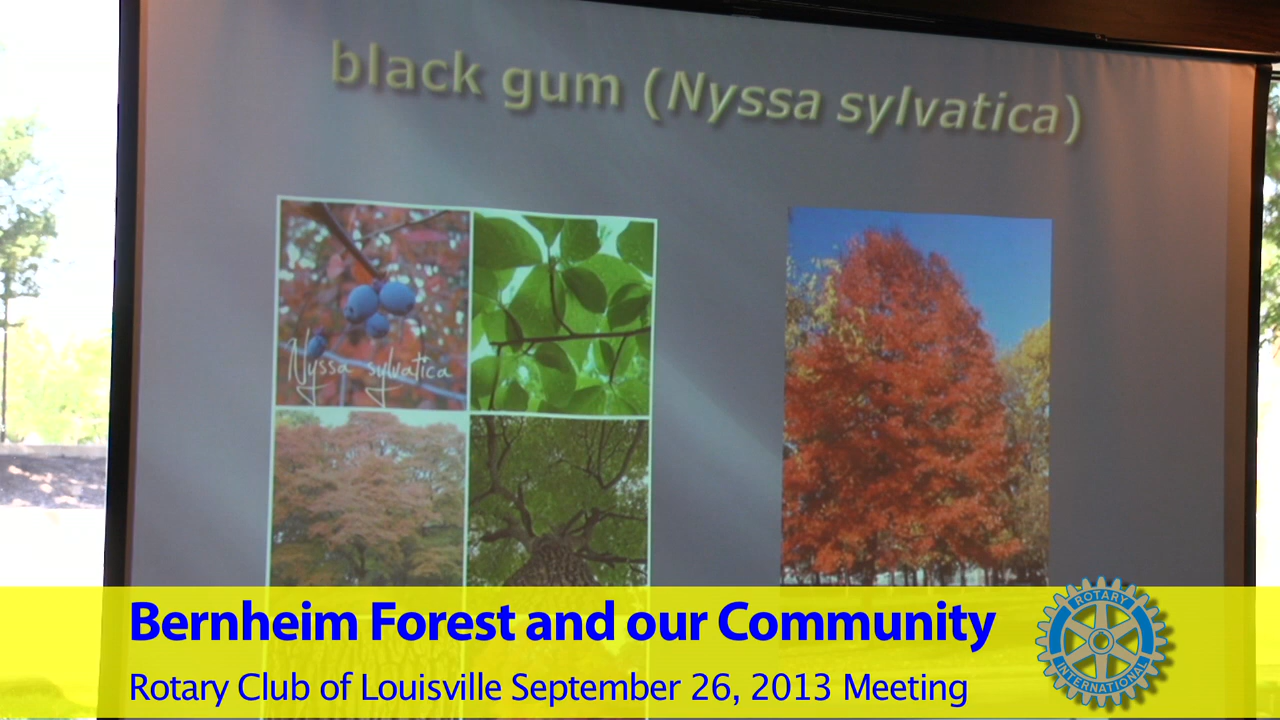 black gum (Nyssa sylvatica)
Nyssa sylvatica
Bernheim Forest and our Community
Rotary Club of Louisville September 26, 2013 Meeting
ROTARY
INTERNATIONAL